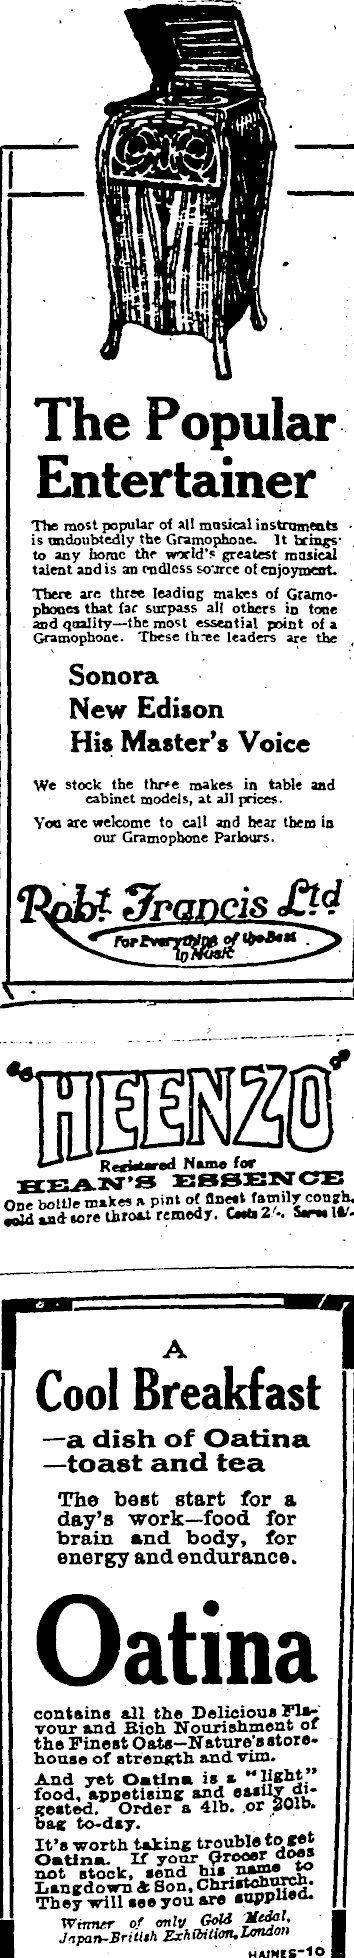 The Popular
Entertainer
The most popular of all musical instruments
is undoubtedly the Gramophone. It brings
to any home the world's greatest musical
talent and is an endless source of enjoyment.
There are three leading makes of Gramo-
phones that far surpass all others in tone
and quality—the most essential point of a
Gramophone. These three leaders are the
Sonora
New Edison
His Master's Voice
We stock the three makes in table and
cabinet models, at all prices.
You are welcome to call and hear them in
our Gramophone Parlours.
Robt. Francis Ltd
For Everything of the Best
in Music
"HEENZO"
Registered Name for
HEAN'S ESSENCE
One bottle makes a pint of finest family cough,
cold and sore throat remedy. Costs 2/-. Saves 10/-
A
Cool Breakfast
—a dish of Oatina
—toast and tea
The best start for a
day's work—food for
brain and body, for
energy and endurance.
Oatina
contains all the Delicious Fla-
vour and Rich Nourishment of
the Finest Oats—Nature's store-
house of strength and vim.
And yet Oatina is a "light"
food, appetising and easily di-
gested. Order a 4lb. or 20lb.
bag to-day.
It's worth taking trouble to get
Oatina. If your Grocer does
not stock, send his name to
Langdown & Son, Christchurch.
They will see you are supplied.
Winner of only Gold Medal,
Japan-British Exhibition, London
HAINES-10